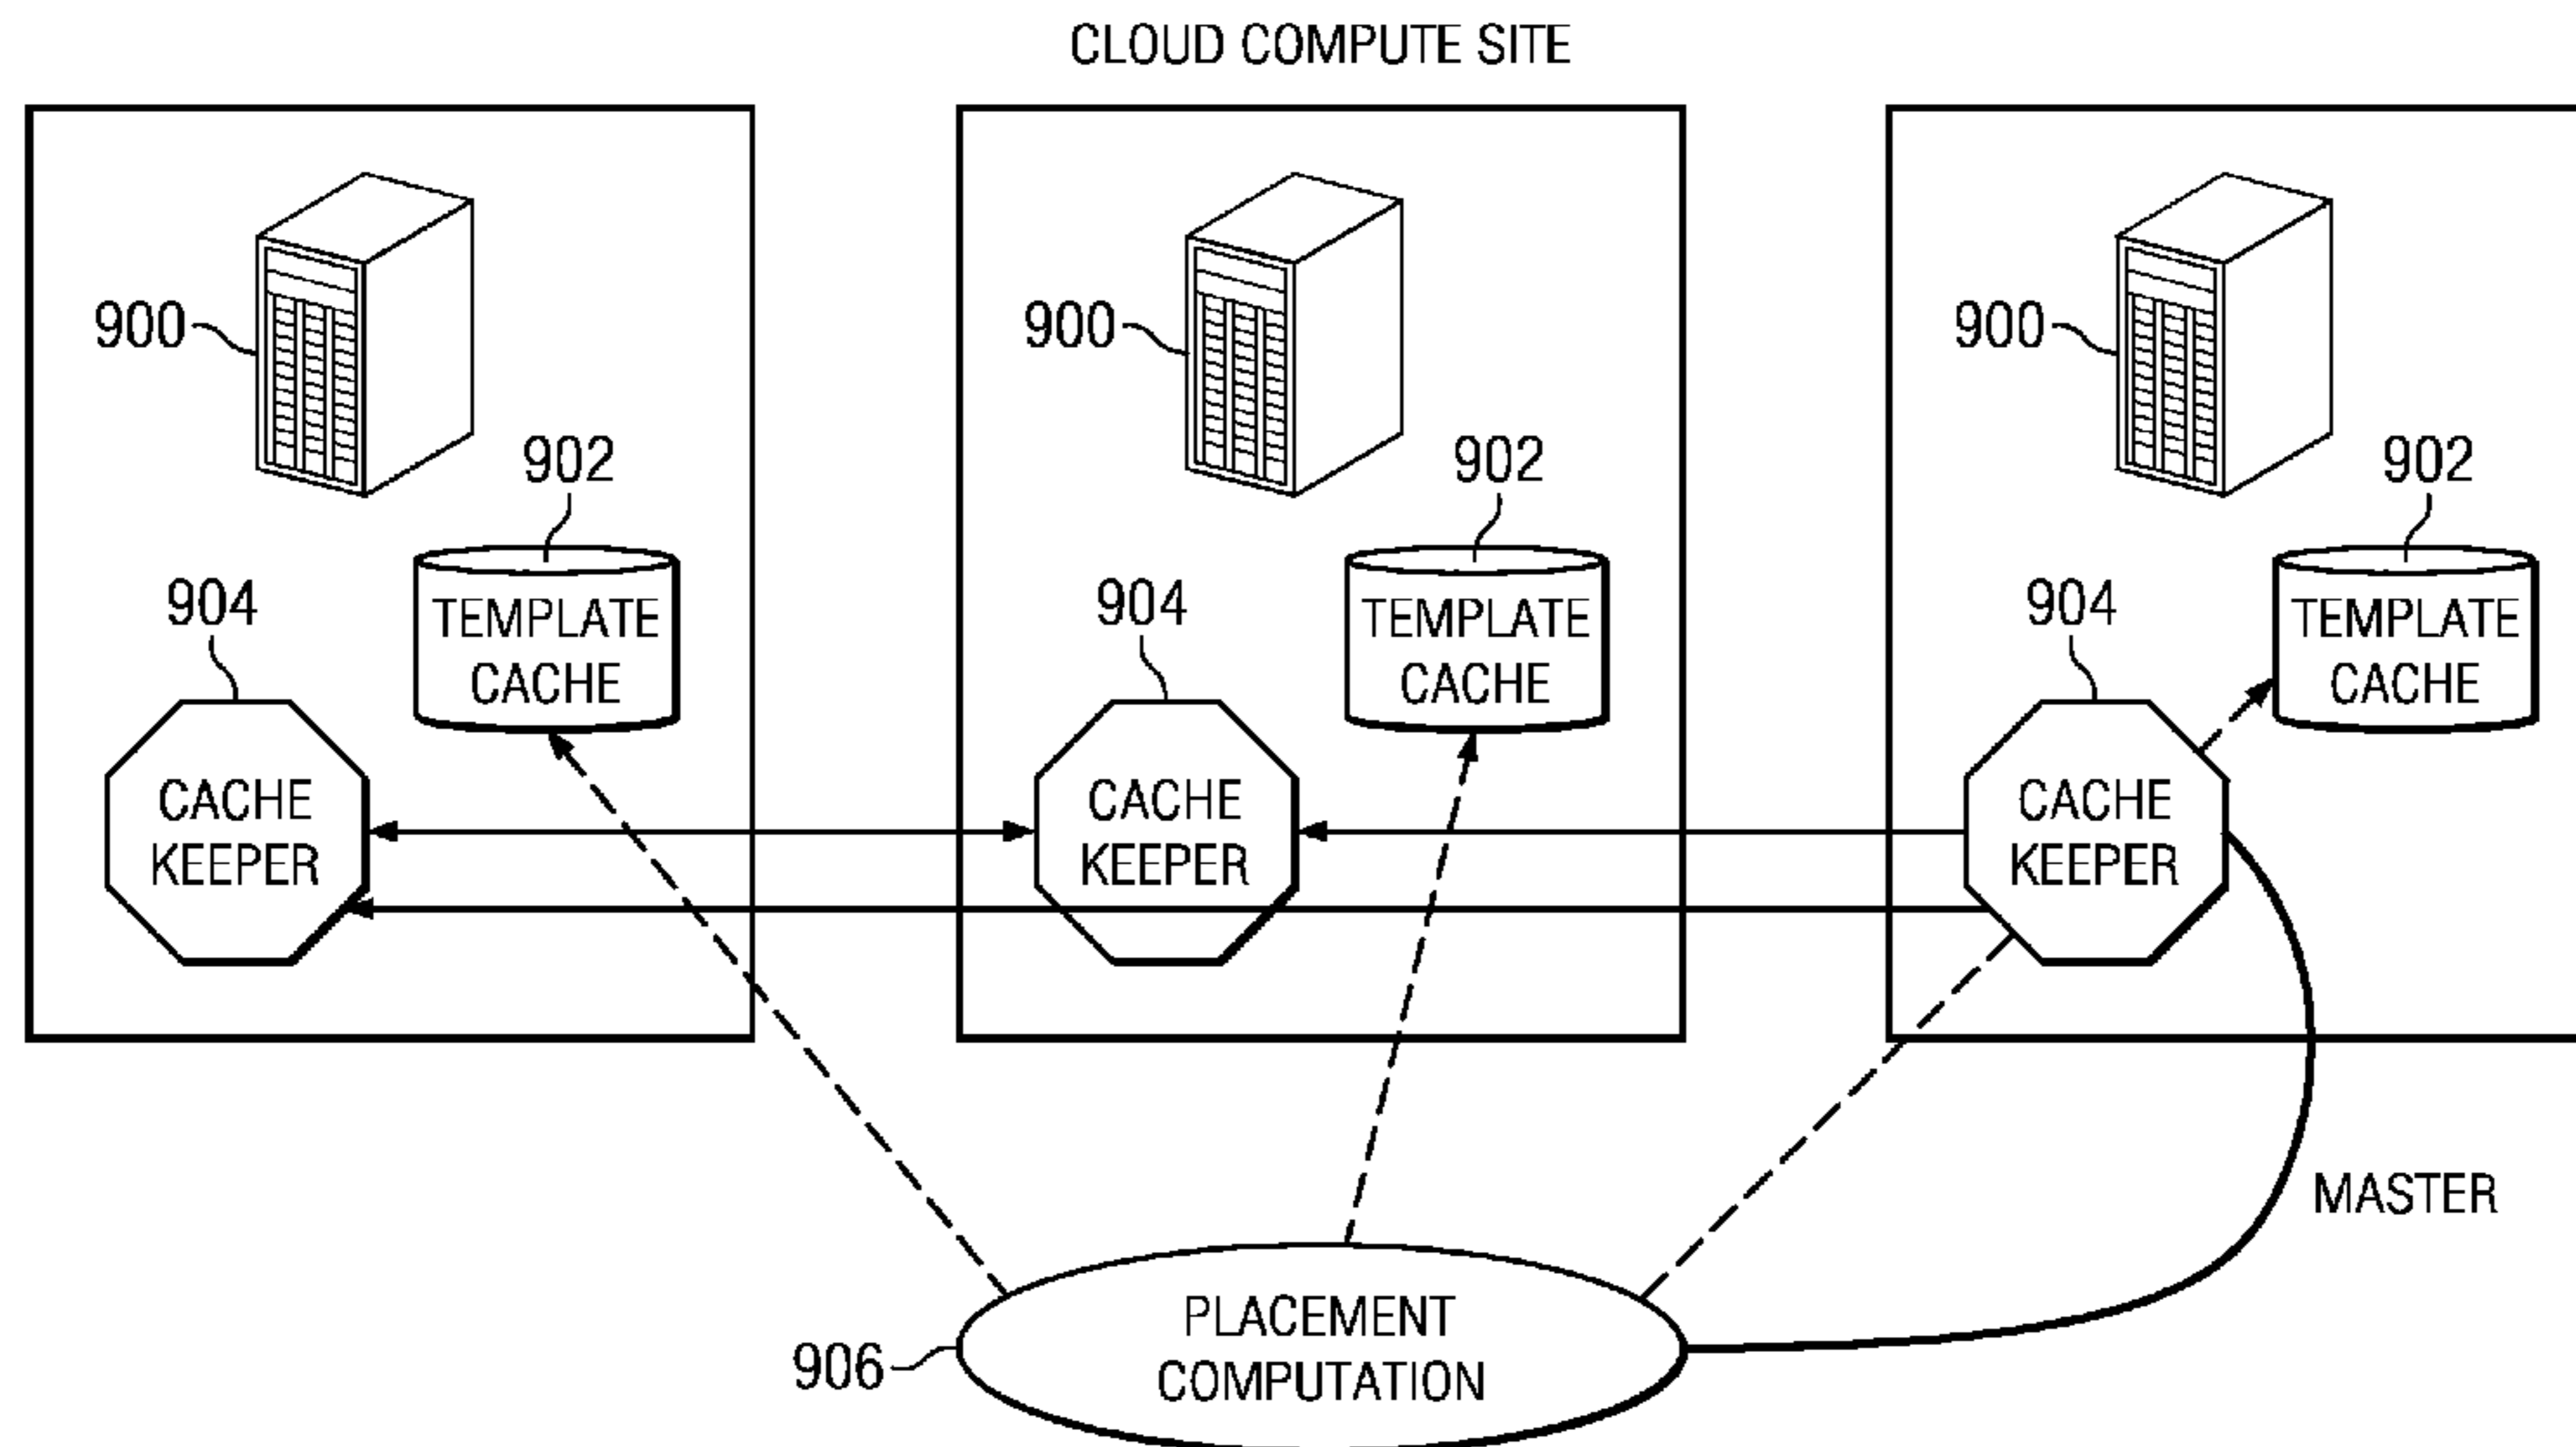 CLOUD COMPUTE SITE
900
900
900
902
902
902
904
904
904
TEMPLATE
CACHE
TEMPLATE
CACHE
TEMPLATE
CACHE
CACHE
KEEPER
CACHE
KEEPER
CACHE
KEEPER
MASTER
906
PLACEMENT
COMPUTATION